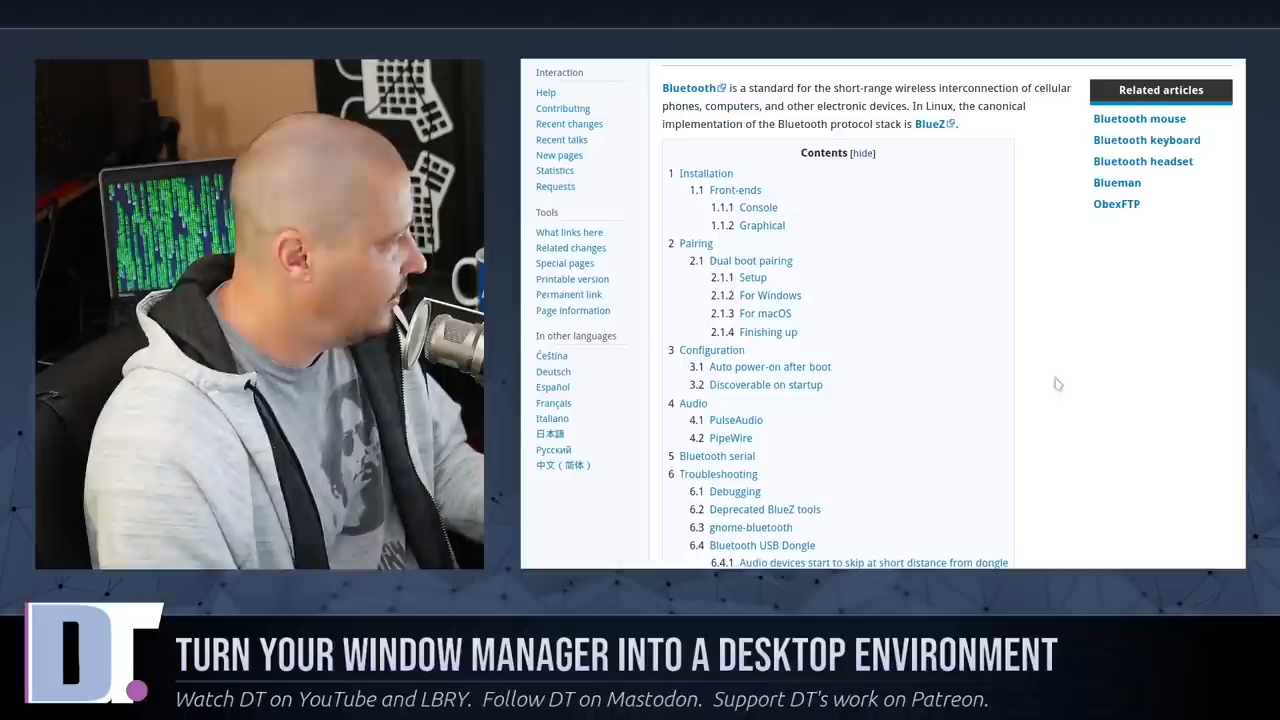 Interaction
Help
Contributing
Recent changes
Recent talks
New pages
Statistics
Requests
Tools
What links here
Related changes
Special pages
Printable version
Permanent link
Page information
In other languages
Čeština
Deutsch
Español
Français
Italiano
日本語
Русский
中文（简体）
Bluetooth is a standard for the short-range wireless interconnection of cellular
phones, computers, and other electronic devices. In Linux, the canonical
implementation of the Bluetooth protocol stack is BlueZ.
Contents [hide]
1 Installation
1.1 Front-ends
1.1.1 Console
1.1.2 Graphical
2 Pairing
2.1 Dual boot pairing
2.1.1 Setup
2.1.2 For Windows
2.1.3 For macOS
2.1.4 Finishing up
3 Configuration
3.1 Auto power-on after boot
3.2 Discoverable on startup
4 Audio
4.1 PulseAudio
4.2 PipeWire
5 Bluetooth serial
6 Troubleshooting
6.1 Debugging
6.2 Deprecated BlueZ tools
6.3 gnome-bluetooth
6.4 Bluetooth USB Dongle
6.4.1 Audio devices start to skip at short distance from dongle
Related articles
Bluetooth mouse
Bluetooth keyboard
Bluetooth headset
Blueman
ObexFTP
DT.
TURN YOUR WINDOW MANAGER INTO A DESKTOP ENVIRONMENT
Watch DT on YouTube and LBRY. Follow DT on Mastodon. Support DT's work on Patreon.